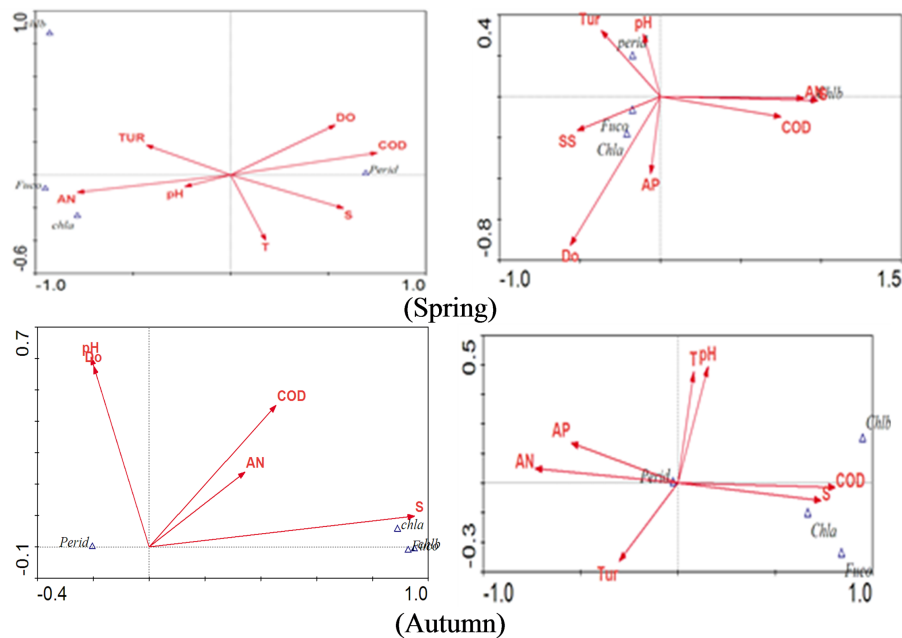 1.0
chlb
DO
TUR
COD
Perid
Fuco
AN
pH
chla
S
T
-0.6
-1.0
1.0
0.4
Tur
pH
perid
AN
Chlb
Fuco
COD
SS
Chla
AP
Do
-0.8
-1.0
1.5
(Spring)
0.7
pH
Do
COD
AN
S
chla
Perid
Fuco
chlb
-0.1
-0.4
1.0
0.5
T
pH
Chlb
AP
AN
Perid
COD
S
Chla
Tur
Fuco
-0.3
-1.0
1.0
(Autumn)